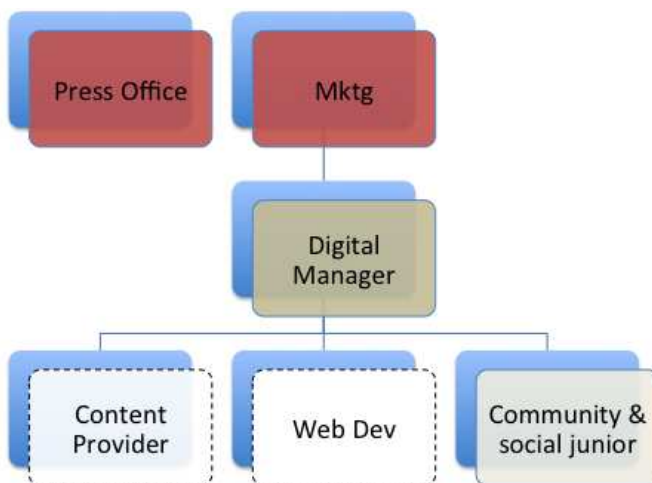 Press Office
Mktg
Digital
Manager
Content
Provider
Web Dev
Community &
social junior